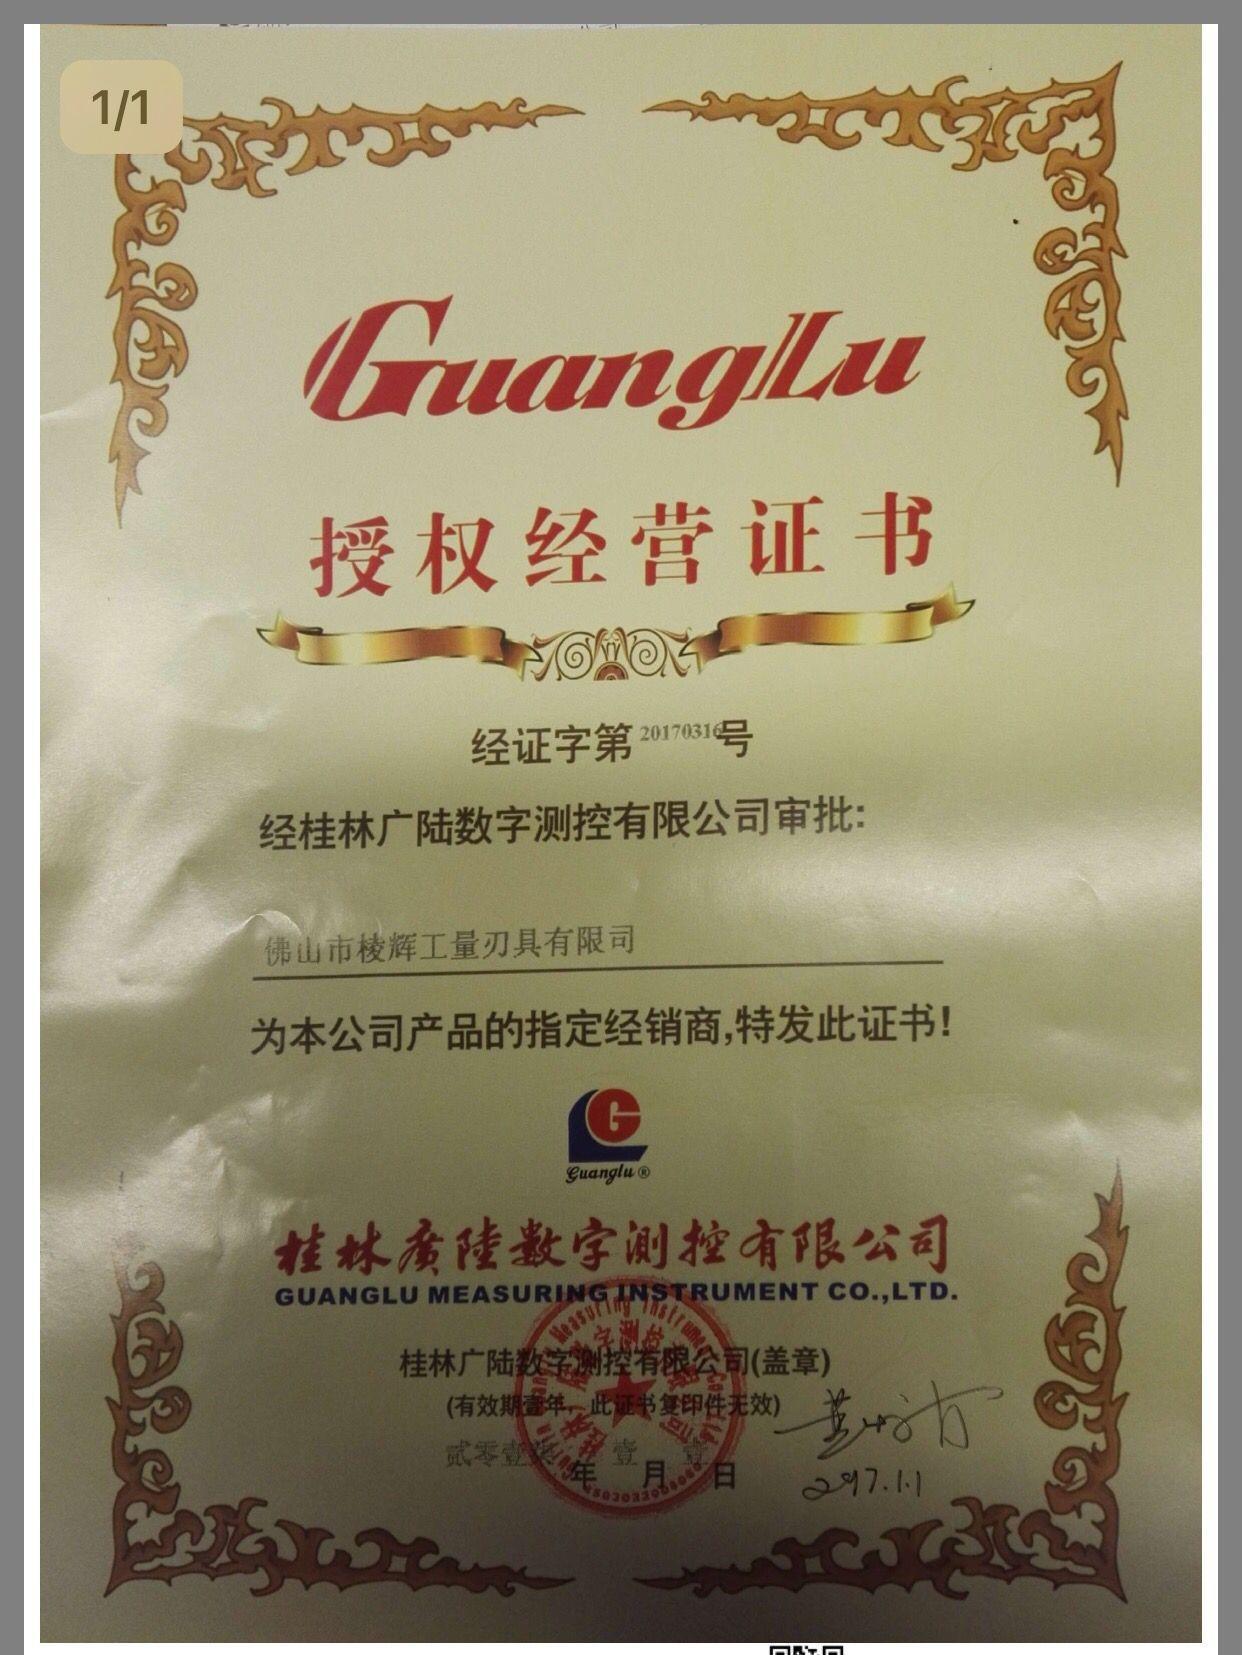 1/1
GuangLu
授权经营证书
经证字第20170316号
经桂林广陆数字测控有限公司审批:
佛山市棱辉工量刃具有限司
为本公司产品的指定经销商,特发此证书!
G
Guanglu®
桂林廣陸數字測控有限公司
GUANGLU MEASURING INSTRUMENT CO.,LTD.
桂林广陆数字测控有限公司(盖章)
(有效期壹年，此证书复印件无效)
贰零壹柒年壹月壹日
2017.1.1